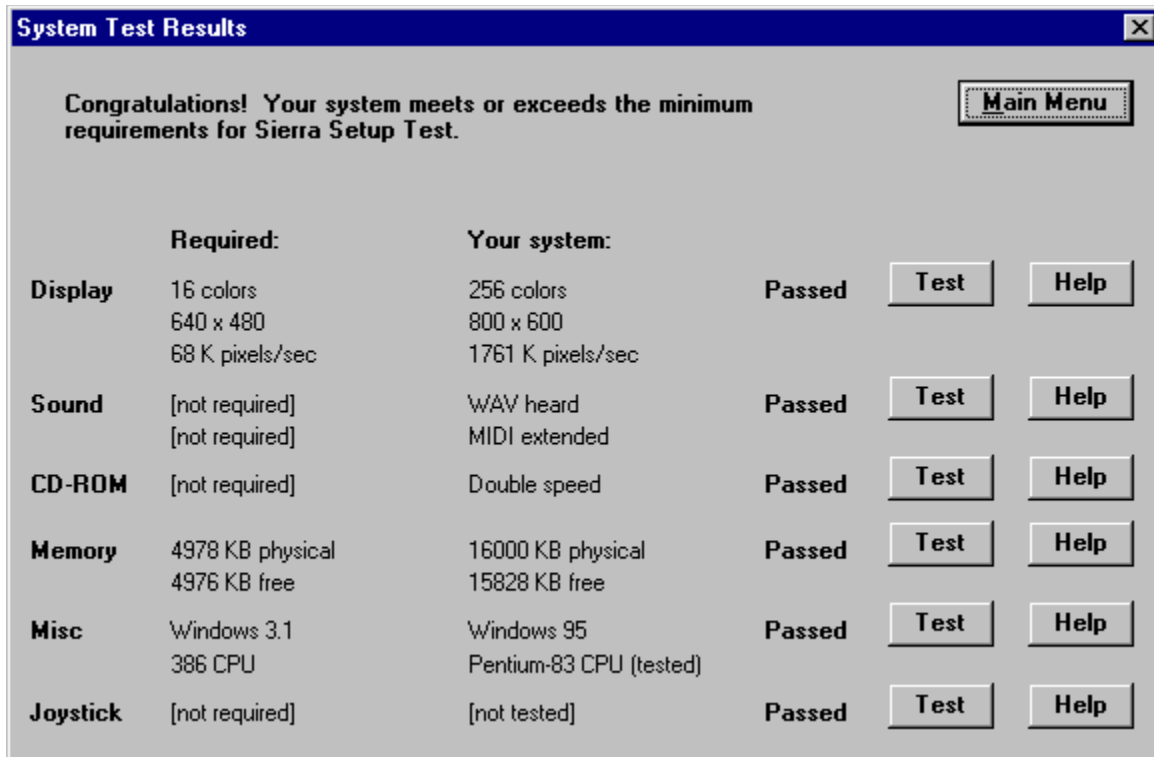 System Test Results
Congratulations!  Your system meets or exceeds the minimum
requirements for Sierra Setup Test.
Main Menu
Required: Your system:
Display 16 colors 256 colors Passed Test Help
640 x 480 800 x 600
68 K pixels/sec 1761 K pixels/sec
Sound [not required] WAV heard Passed Test Help
[not required] MIDI extended
CD-ROM [not required] Double speed Passed Test Help
Memory 4978 KB physical 16000 KB physical Passed Test Help
4976 KB free 15828 KB free
Misc Windows 3.1 Windows 95 Passed Test Help
386 CPU Pentium-83 CPU (tested)
Joystick [not required] [not tested] Passed Test Help